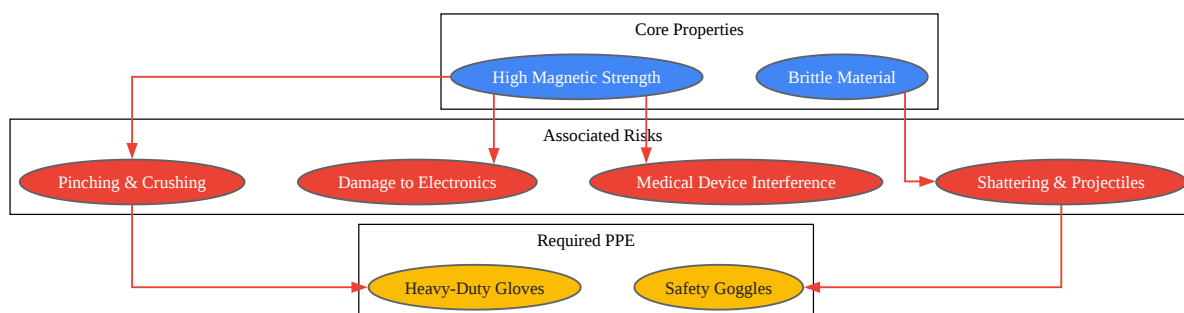 Core Properties
High Magnetic Strength
Brittle Material
Associated Risks
Pinching & Crushing
Damage to Electronics
Medical Device Interference
Shattering & Projectiles
Required PPE
Heavy-Duty Gloves
Safety Goggles